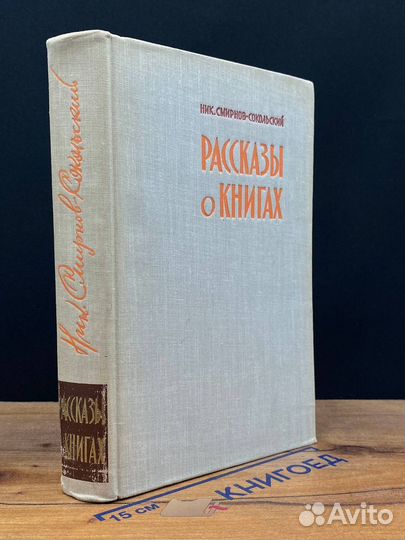 НИК. СМИРНОВ-СОКОЛЬСКИЙ
РАССКАЗЫ
О КНИГАХ
Ник. Смирнов-Сокольский
РАССКАЗЫ
О КНИГАХ
15 СМ
КНИГОЕД
Avito